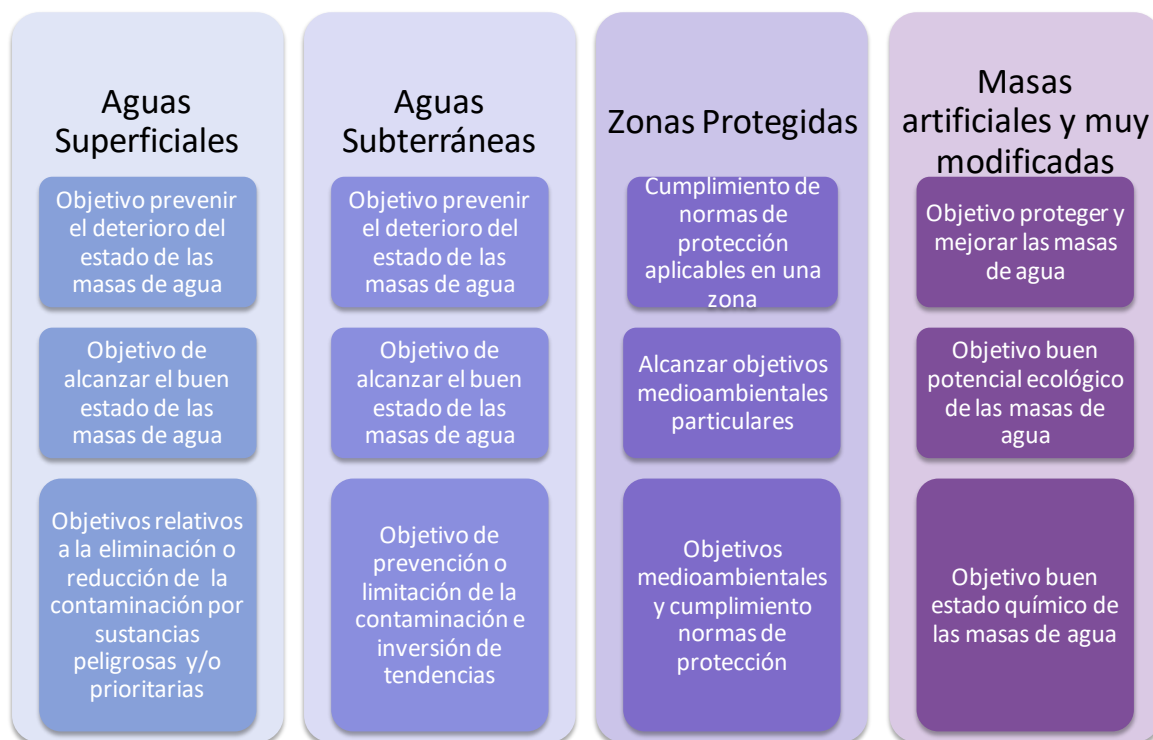 Aguas
Superficiales
Objetivo prevenir
el deterioro del
estado de las
masas de agua
Objetivo de
alcanzar el buen
estado de las
masas de agua
Objetivos relativos
a la eliminación o
reducción de la
contaminación por
sustancias
peligrosas y/o
prioritarias
Aguas
Subterráneas
Objetivo prevenir
el deterioro del
estado de las
masas de agua
Objetivo de
alcanzar el buen
estado de las
masas de agua
Objetivo de
prevención o
limitación de la
contaminación e
inversión de
tendencias
Zonas Protegidas
Cumplimiento de
normas de
protección
aplicables en una
zona
Alcanzar objetivos
medioambientales
particulares
Objetivos
medioambientales
y cumplimiento
normas de
protección
Masas
artificiales y muy
modificadas
Objetivo proteger y
mejorar las masas
de agua
Objetivo buen
potencial ecológico
de las masas de
agua
Objetivo buen
estado químico de
las masas de agua